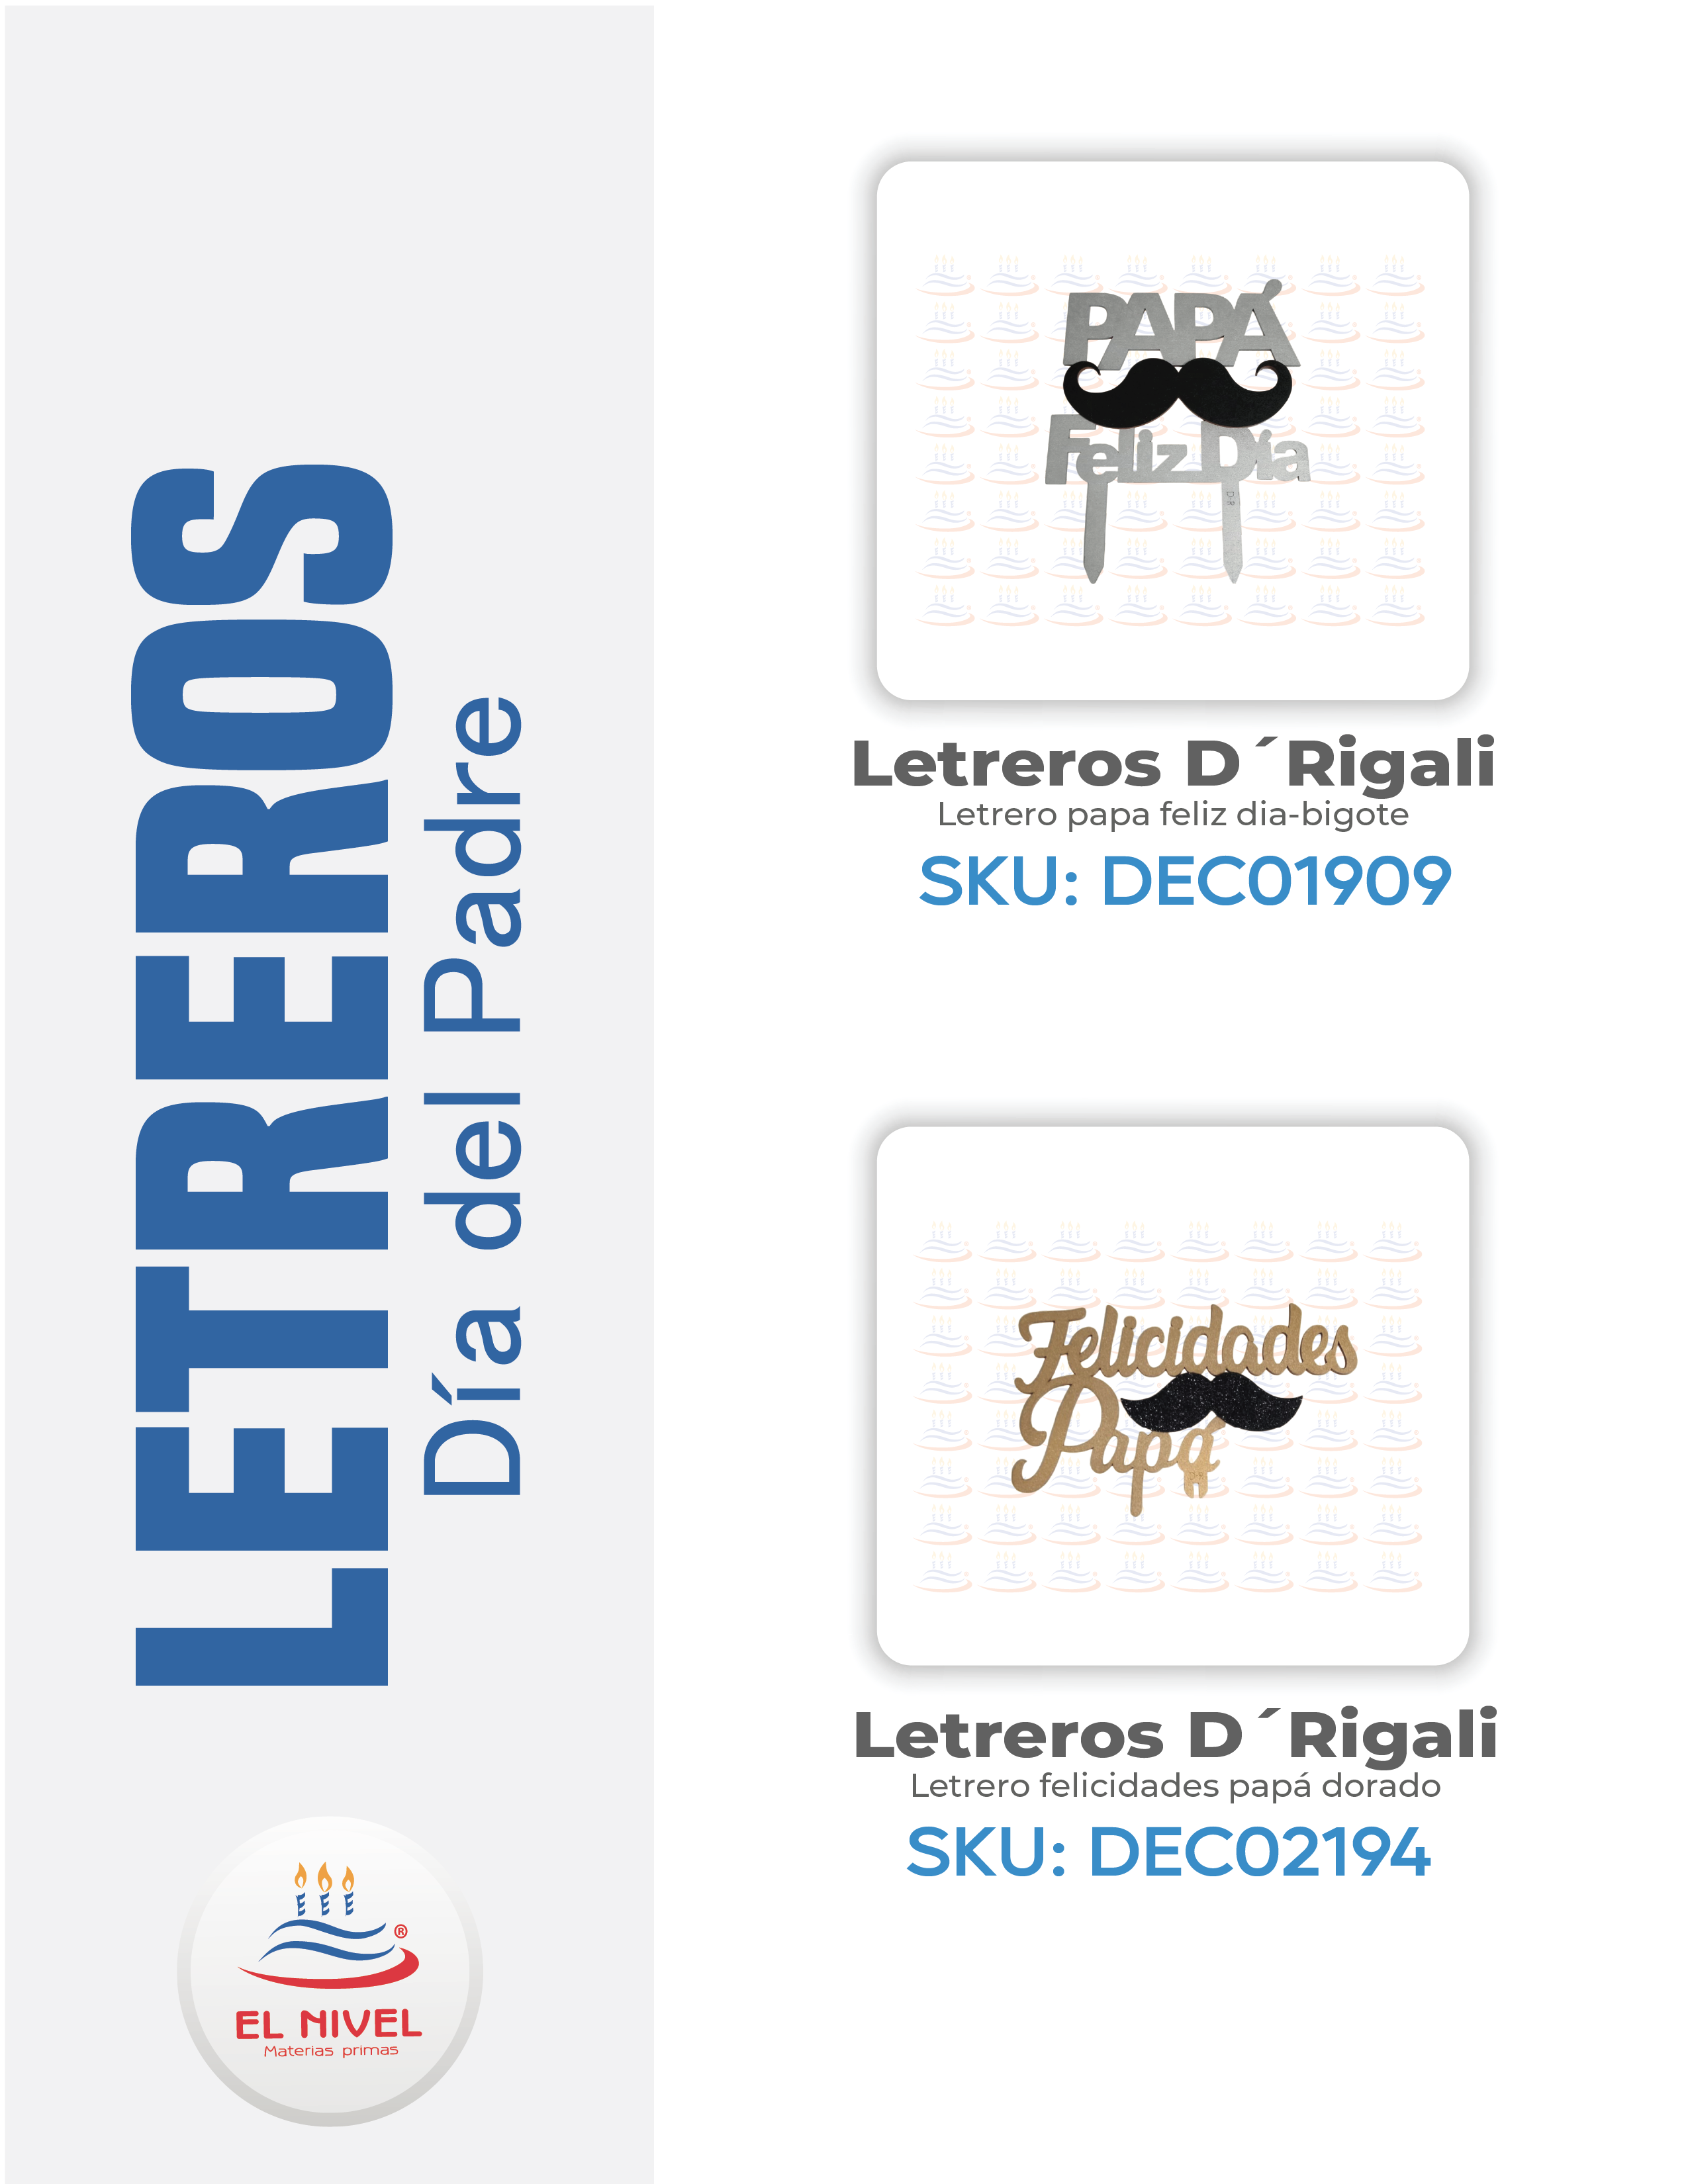 LETREROS
Día del Padre
PAPÁ
Feliz Día
D-R
Letreros D´Rigali
Letrero papa feliz dia-bigote
SKU: DEC01909
Felicidades
Papá
D-R
Letreros D´Rigali
Letrero felicidades papá dorado
SKU: DEC02194
®
EL NIVEL
Materias primas